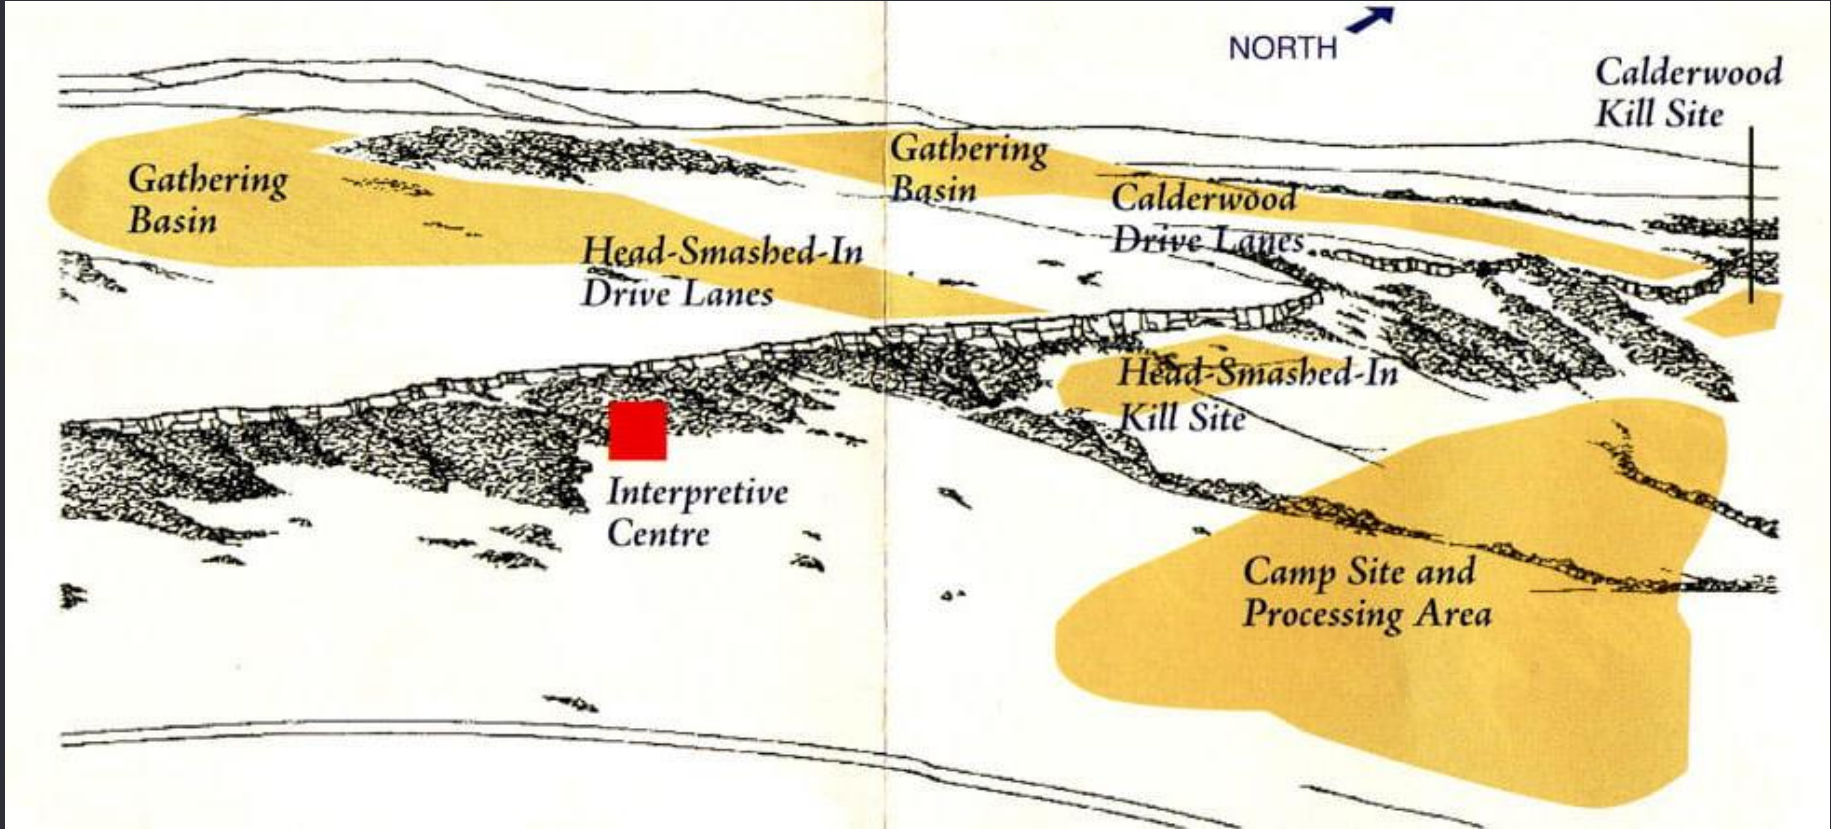 NORTH
Calderwood
Kill Site
Gathering
Basin
Gathering
Basin
Calderwood
Drive Lanes
Head-Smashed-In
Drive Lanes
Head-Smashed-In
Kill Site
Interpretive
Centre
Camp Site and
Processing Area